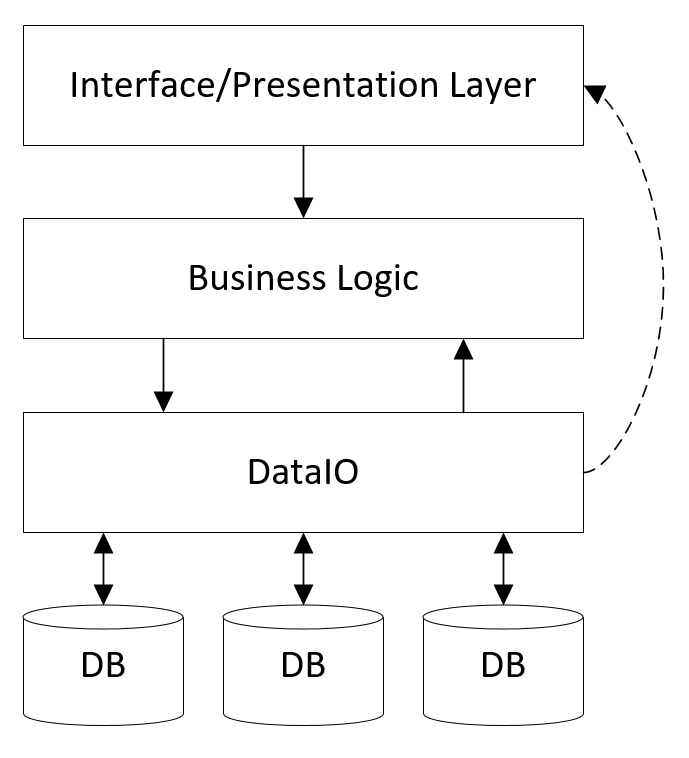 Interface/Presentation Layer
Business Logic
DataIO
DB
DB
DB